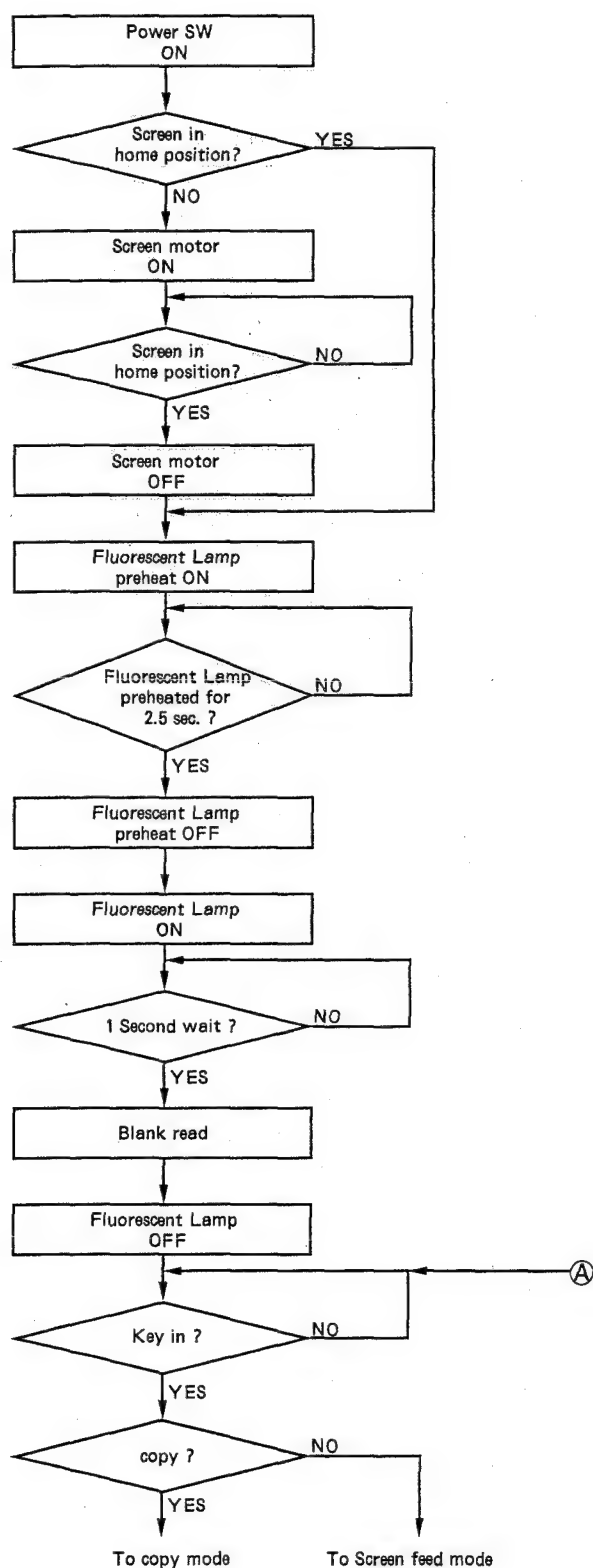 Power SW
ON
Screen in
home position?
YES
NO
Screen motor
ON
Screen in
home position?
NO
YES
Screen motor
OFF
Fluorescent Lamp
preheat ON
Fluorescent Lamp
preheated for
2.5 sec. ?
NO
YES
Fluorescent Lamp
preheat OFF
Fluorescent Lamp
ON
1 Second wait ?
NO
YES
Blank read
Fluorescent Lamp
OFF
A
Key in ?
NO
YES
copy ?
NO
YES
To copy mode
To Screen feed mode